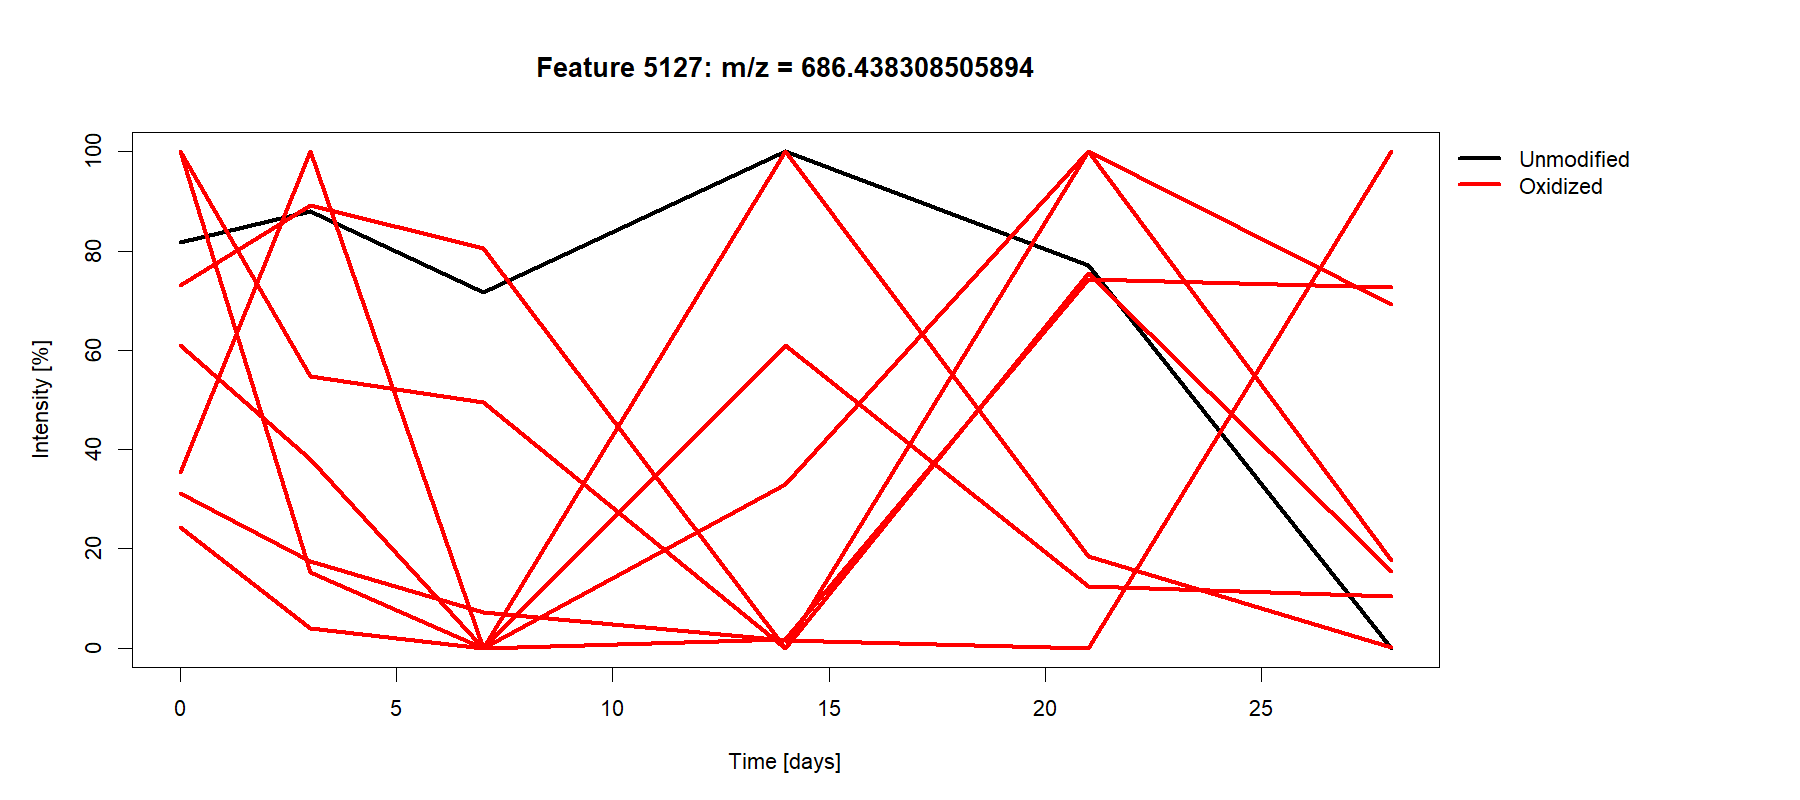 Feature 5127: m/z = 686.438308505894
Unmodified
Oxidized
Intensity [%]
100
80
60
40
20
0
0 5 10 15 20 25
Time [days]